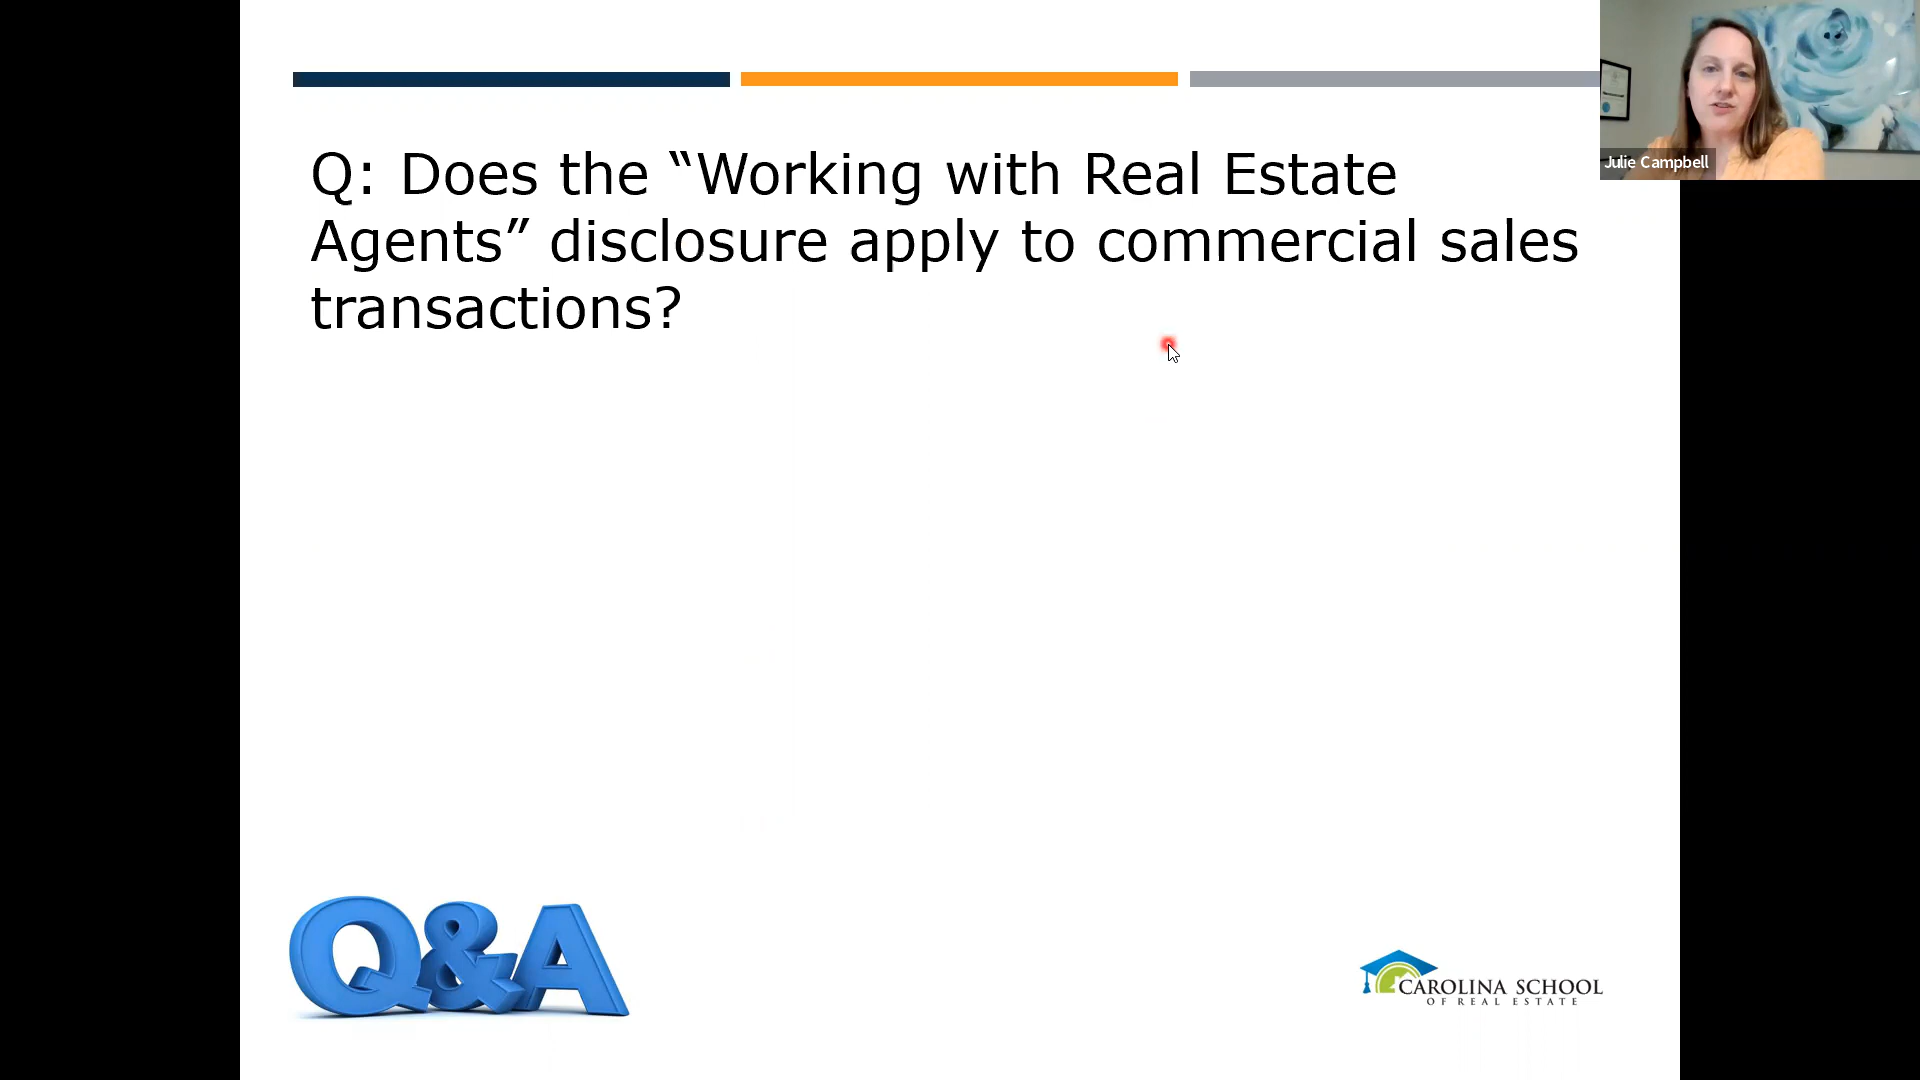 Q: Does the “Working with Real Estate
Agents” disclosure apply to commercial sales
transactions?
Julie Campbell
Q&A
CAROLINA SCHOOL
OF REAL ESTATE